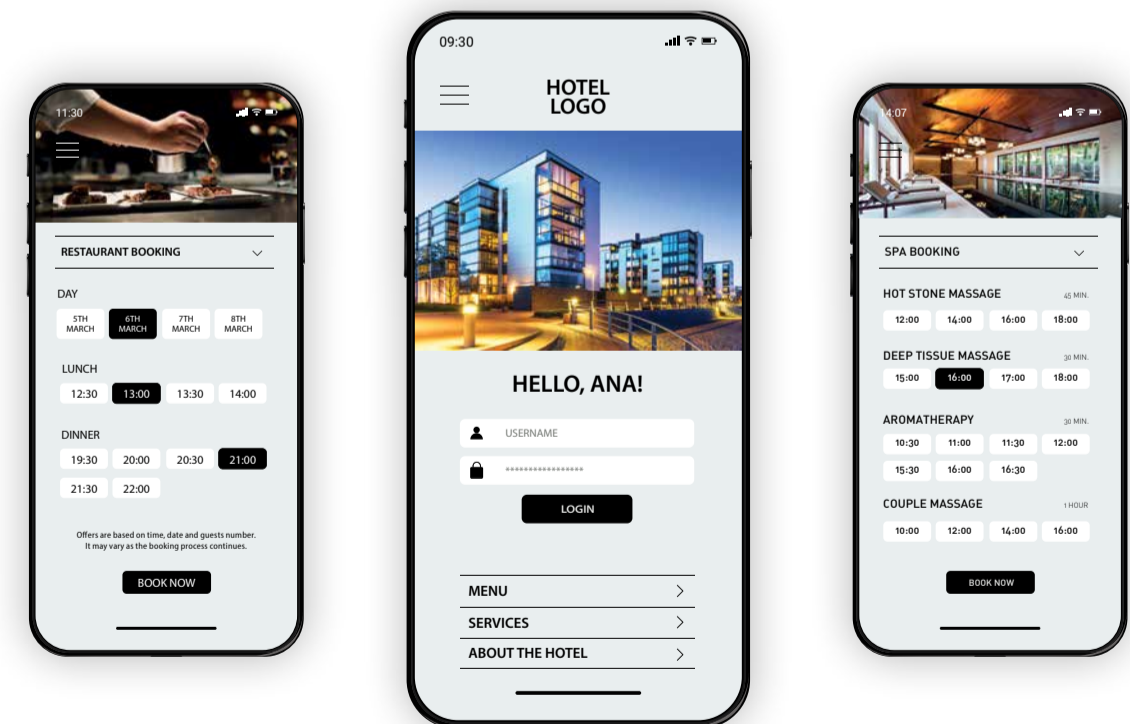 11:30
RESTAURANT BOOKING
DAY
5TH MARCH
6TH MARCH
7TH MARCH
8TH MARCH
LUNCH
12:30 13:00 13:30 14:00
DINNER
19:30 20:00 20:30 21:00
21:30 22:00
Offers are based on time, date and guests number.
It may vary as the booking process continues.
BOOK NOW
09:30
HOTEL
LOGO
HELLO, ANA!
USERNAME
*****************
LOGIN
MENU
SERVICES
ABOUT THE HOTEL
14:07
SPA BOOKING
HOT STONE MASSAGE 45 MIN.
12:00 14:00 16:00 18:00
DEEP TISSUE MASSAGE 30 MIN.
15:00 16:00 17:00 18:00
AROMATHERAPY 30 MIN.
10:30 11:00 11:30 12:00
15:30 16:00 16:30
COUPLE MASSAGE 1 HOUR
10:00 12:00 14:00 16:00
BOOK NOW